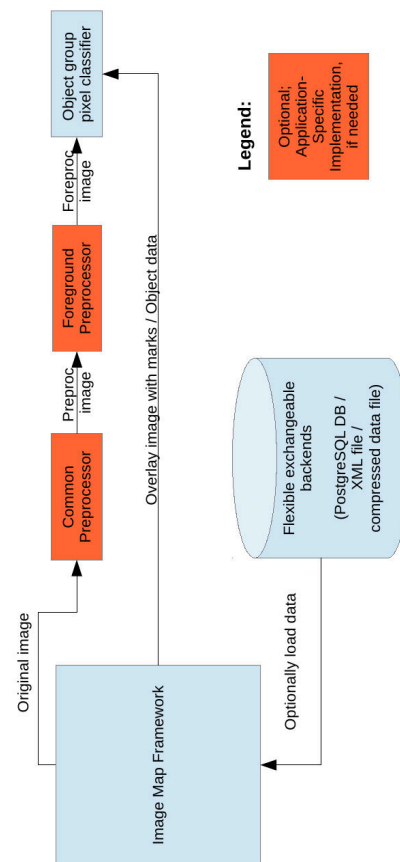 Original image
Common
Preprocessor
Preproc
image
Foreground
Preprocessor
Foreproc
image
Object group
pixel classifier
Image Map Framework
Overlay image with marks / Object data
Optionally load data
Flexible exchangeable
backends
(PostgreSQL DB /
XML file /
compressed data file)
Legend:
Optional;
Application-
Specific
Implementation,
if needed